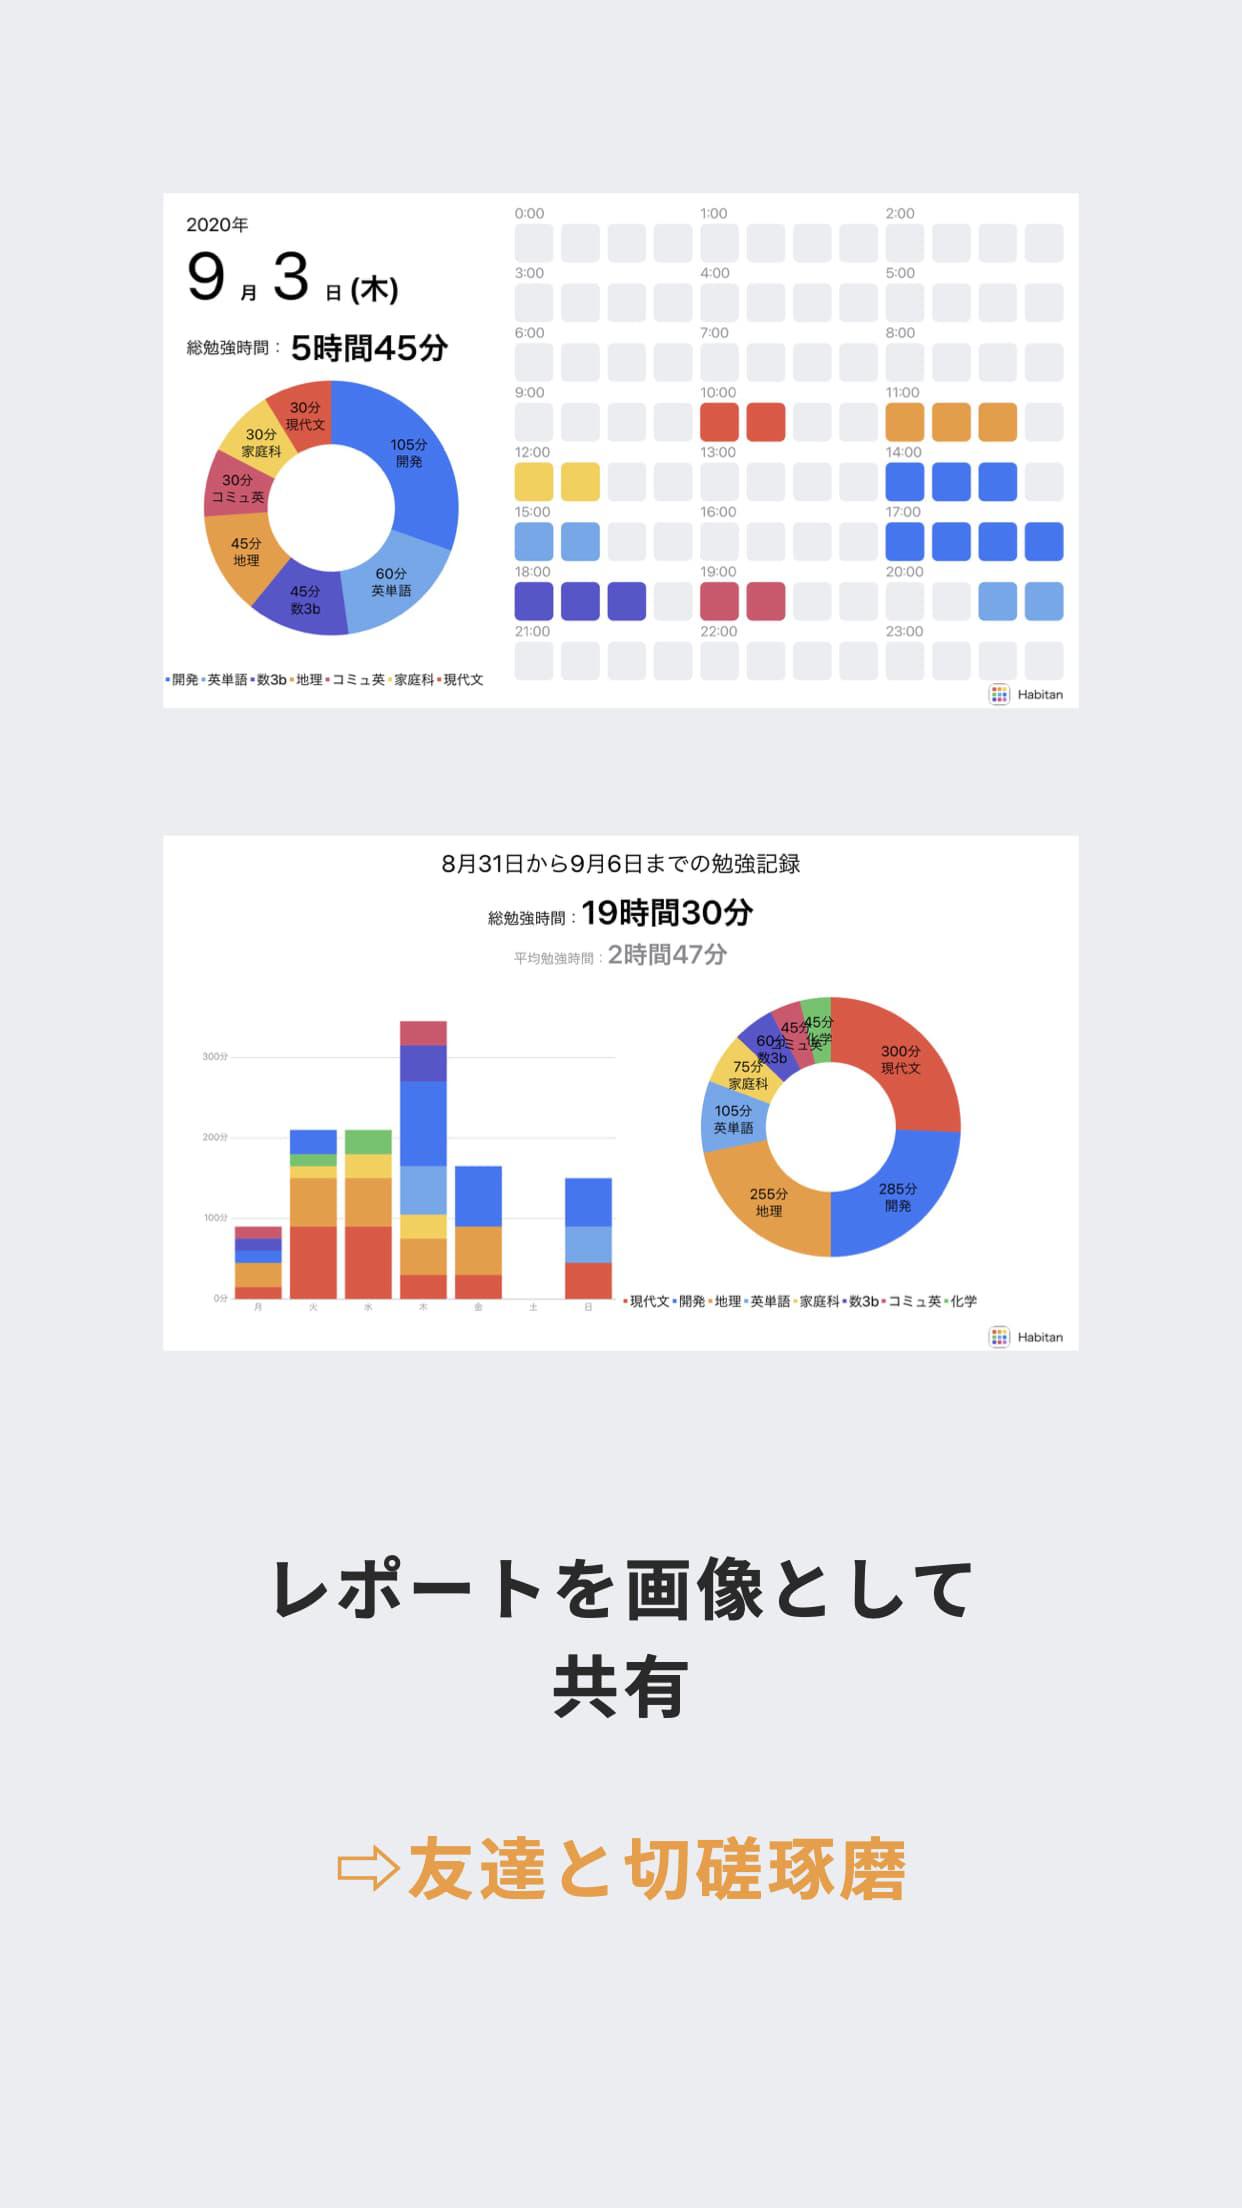 2020年
9月3日(木)
総勉強時間：5時間45分
30分
現代文
105分
開発
30分
家庭科
30分
コミュ英
45分
地理
60分
英単語
45分
数3b
開発 英単語 数3b 地理 コミュ英 家庭科 現代文
0:00 1:00 2:00
3:00 4:00 5:00
6:00 7:00 8:00
9:00 10:00 11:00
12:00 13:00 14:00
15:00 16:00 17:00
18:00 19:00 20:00
21:00 22:00 23:00
Habitan
8月31日から9月6日までの勉強記録
総勉強時間：19時間30分
平均勉強時間：2時間47分
300分
200分
100分
0分
月 火 水 木 金 土 日
45分
化学
45分
コミュ英
60分
数3b
75分
家庭科
105分
英単語
255分
地理
300分
現代文
285分
開発
現代文 開発 地理 英単語 家庭科 数3b コミュ英 化学
Habitan
レポートを画像として
共有
⇨友達と切磋琢磨